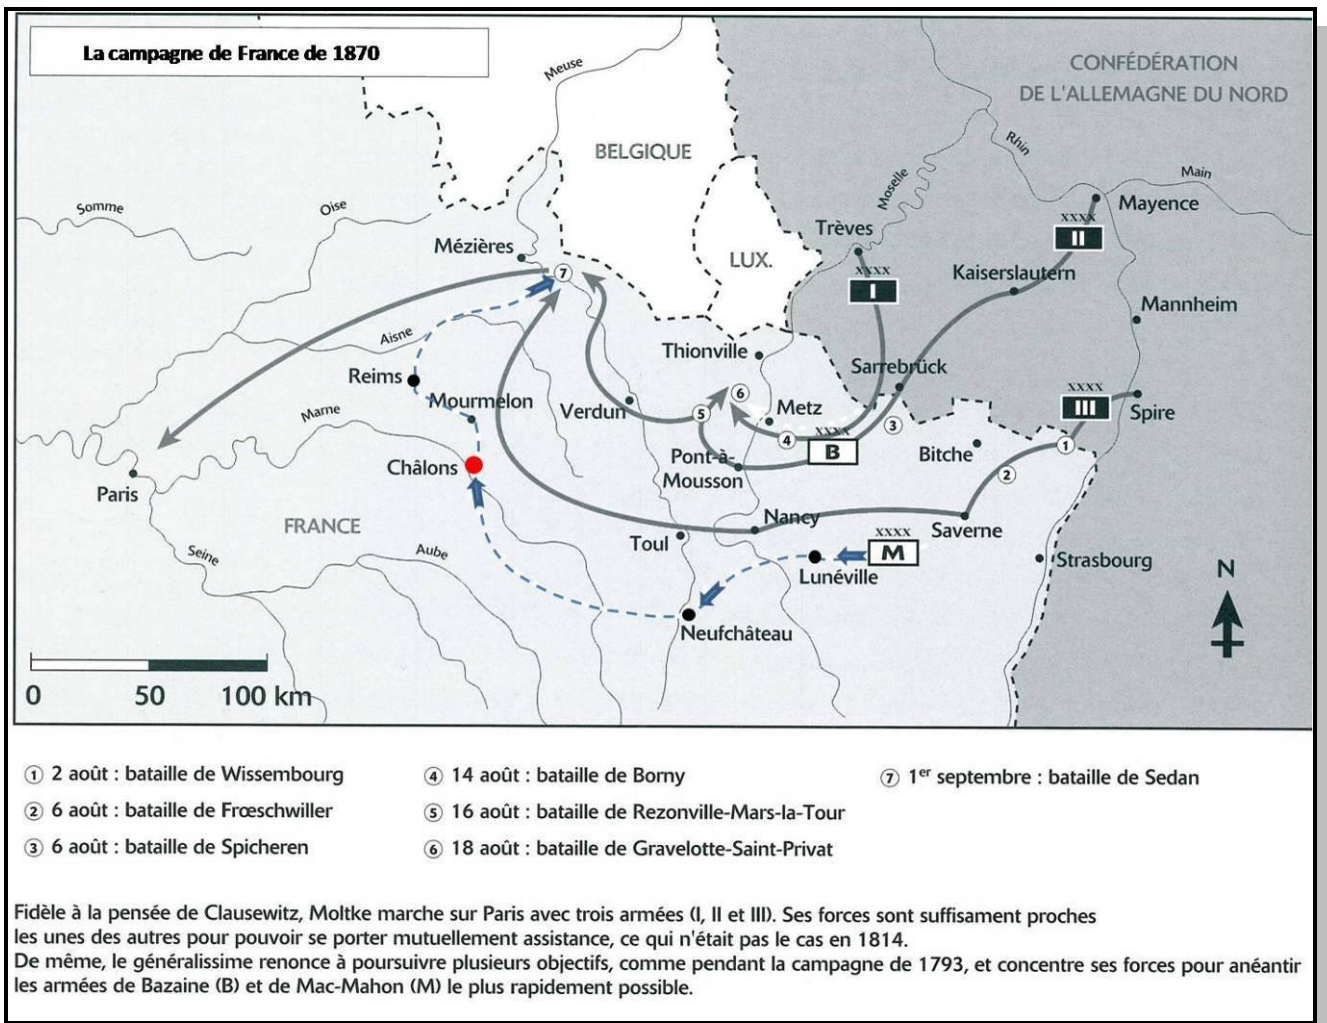 La campagne de France de 1870
Meuse
CONFÉDÉRATION
DE L'ALLEMAGNE DU NORD
BELGIQUE
Rhin
Main
Moselle
Somme
Oise
Mayence
xxxx
II
Trèves
Mézières
LUX.
xxxx
I
Kaiserslautern
7
Mannheim
Aisne
Thionville
Sarrebrück
Reims
xxxx
III
Spire
Mourmelon
Marne
Verdun
6
5
Metz
3
4
xxxx
B
Bitche
1
2
Châlons
Pont-à-
Mousson
Paris
FRANCE
Nancy
Saverne
Toul
xxxx
M
Seine
Aube
Lunéville
Strasbourg
N
Neufchâteau
0 50 100 km
1 2 août : bataille de Wissembourg
2 6 août : bataille de Frœschwiller
3 6 août : bataille de Spicheren
4 14 août : bataille de Borny
5 16 août : bataille de Rezonville-Mars-la-Tour
6 18 août : bataille de Gravelotte-Saint-Privat
7 1er septembre : bataille de Sedan
Fidèle à la pensée de Clausewitz, Moltke marche sur Paris avec trois armées (I, II et III). Ses forces sont suffisament proches
les unes des autres pour pouvoir se porter mutuellement assistance, ce qui n'était pas le cas en 1814.
De même, le généralissime renonce à poursuivre plusieurs objectifs, comme pendant la campagne de 1793, et concentre ses forces pour anéantir
les armées de Bazaine (B) et de Mac-Mahon (M) le plus rapidement possible.